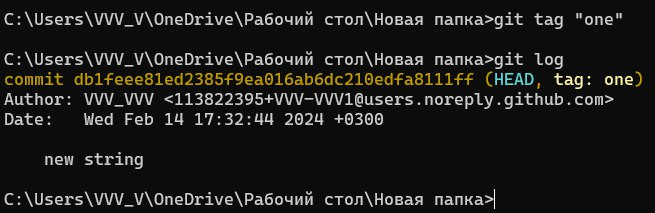 C:\Users\VVV_V\OneDrive\Рабочий стол\Новая папка>git tag "one"
C:\Users\VVV_V\OneDrive\Рабочий стол\Новая папка>git log
commit db1feee81ed2385f9ea016ab6dc210edfa8111ff (HEAD, tag: one)
Author: VVV_VVV <113822395+VVV-VVV1@users.noreply.github.com>
Date:   Wed Feb 14 17:32:44 2024 +0300
    new string
C:\Users\VVV_V\OneDrive\Рабочий стол\Новая папка>